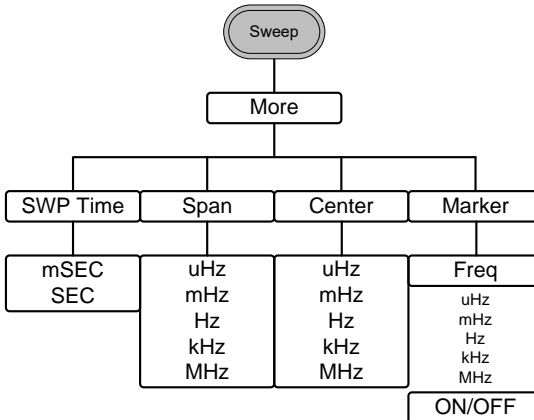 Sweep
More
SWP Time
Span
Center
Marker
mSEC
SEC
uHz
mHz
Hz
kHz
MHz
uHz
mHz
Hz
kHz
MHz
Freq
uHz
mHz
Hz
kHz
MHz
ON/OFF